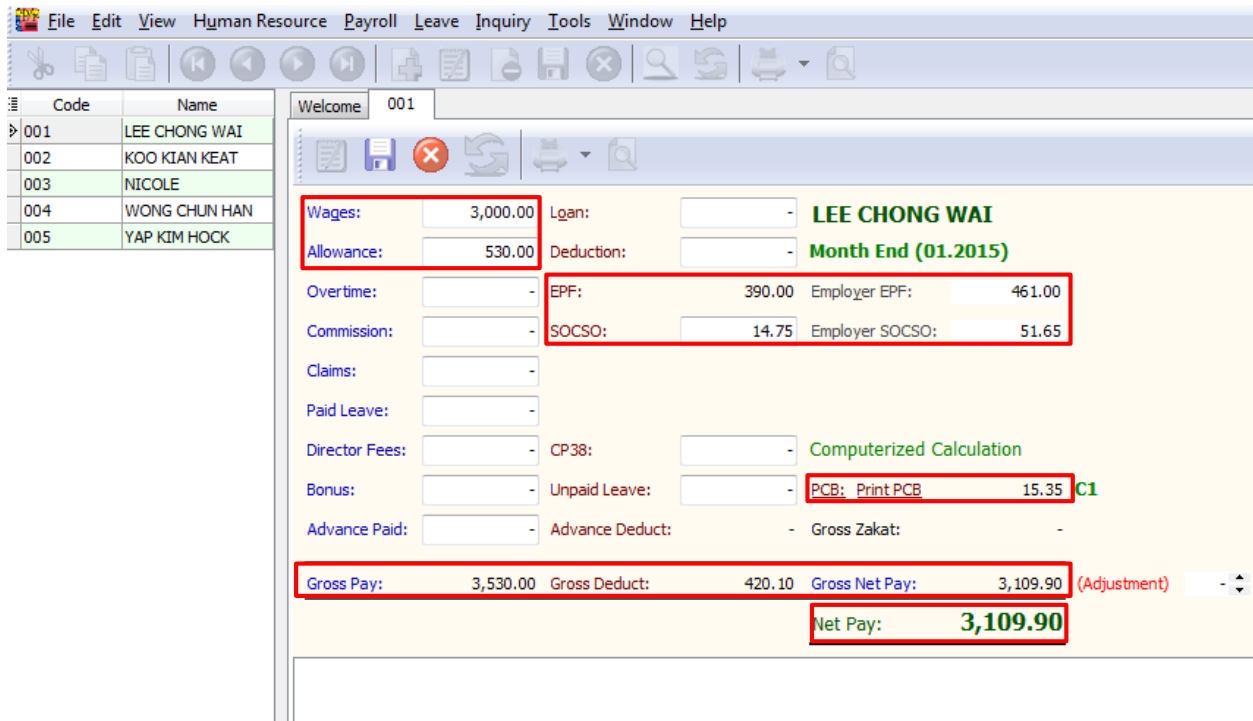 File Edit View Human Resource Payroll Leave Inquiry Tools Window Help
Code Name
001 LEE CHONG WAI
002 KOO KIAN KEAT
003 NICOLE
004 WONG CHUN HAN
005 YAP KIM HOCK
Welcome 001
Wages: 3,000.00 Loan: - LEE CHONG WAI
Allowance: 530.00 Deduction: - Month End (01.2015)
Overtime: - EPF: 390.00 Employer EPF: 461.00
Commission: - SOCSO: 14.75 Employer SOCSO: 51.65
Claims: -
Paid Leave: -
Director Fees: - CP38: - Computerized Calculation
Bonus: - Unpaid Leave: - PCB: Print PCB 15.35 C1
Advance Paid: - Advance Deduct: - Gross Zakat: -
Gross Pay: 3,530.00 Gross Deduct: 420.10 Gross Net Pay: 3,109.90 (Adjustment) -
Net Pay: 3,109.90